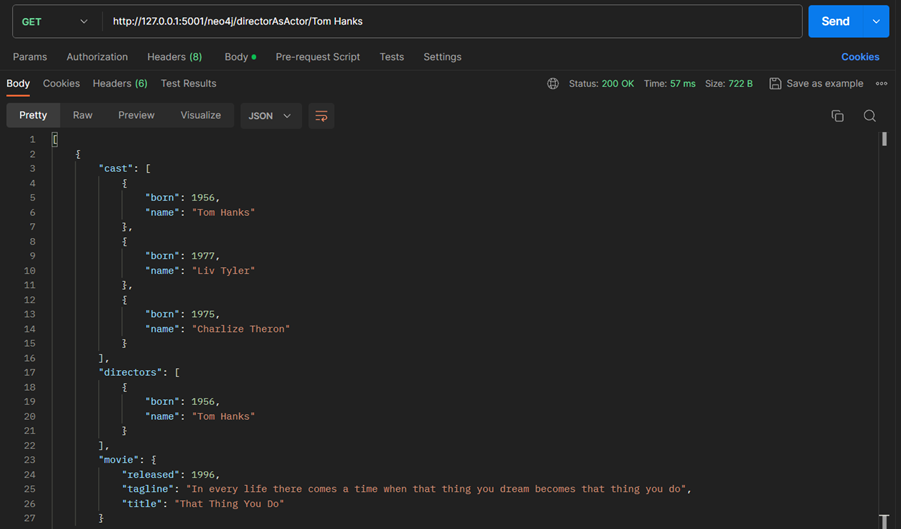 GET http://127.0.0.1:5001/neo4j/directorAsActor/Tom Hanks Send
Params Authorization Headers (8) Body Pre-request Script Tests Settings Cookies
Body Cookies Headers (6) Test Results Status: 200 OK Time: 57 ms Size: 722 B Save as example
Pretty Raw Preview Visualize JSON
1 [
2 {
3 "cast": [
4 {
5 "born": 1956,
6 "name": "Tom Hanks"
7 },
8 {
9 "born": 1977,
10 "name": "Liv Tyler"
11 },
12 {
13 "born": 1975,
14 "name": "Charlize Theron"
15 }
16 ],
17 "directors": [
18 {
19 "born": 1956,
20 "name": "Tom Hanks"
21 }
22 ],
23 "movie": {
24 "released": 1996,
25 "tagline": "In every life there comes a time when that thing you dream becomes that thing you do",
26 "title": "That Thing You Do"
27 }